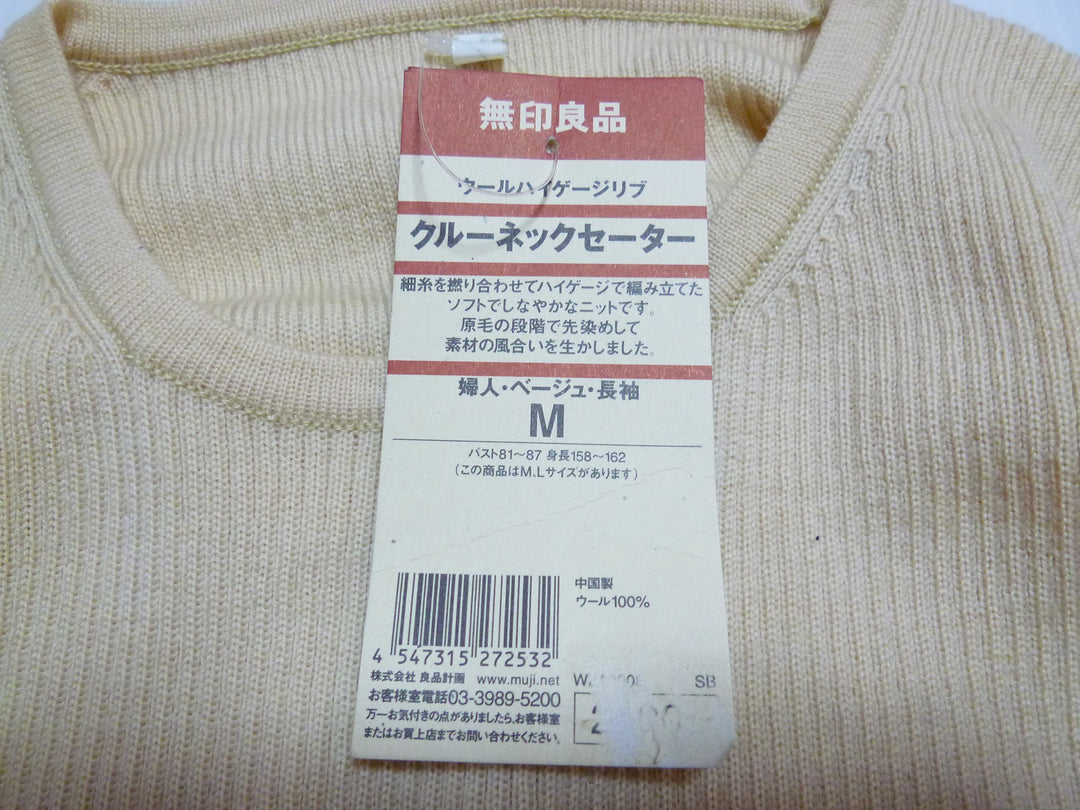 無印良品
ウールハイゲージリブ
クルーネックセーター
細糸を撚り合わせてハイゲージで編み立てた
ソフトでしなやかなニットです。
原毛の段階で先染めして
素材の風合いを生かしました。
婦人・ベージュ・長袖
M
バスト81〜87 身長158〜162
(この商品はM、Lサイズがあります)
中国製
ウール100%
4 547315 272532
株式会社 良品計画 www.muji.net
SB
お客様室電話03-3989-5200
万一お気付きの点がありましたら、お客様室
またはお買上店までお問い合わせください。